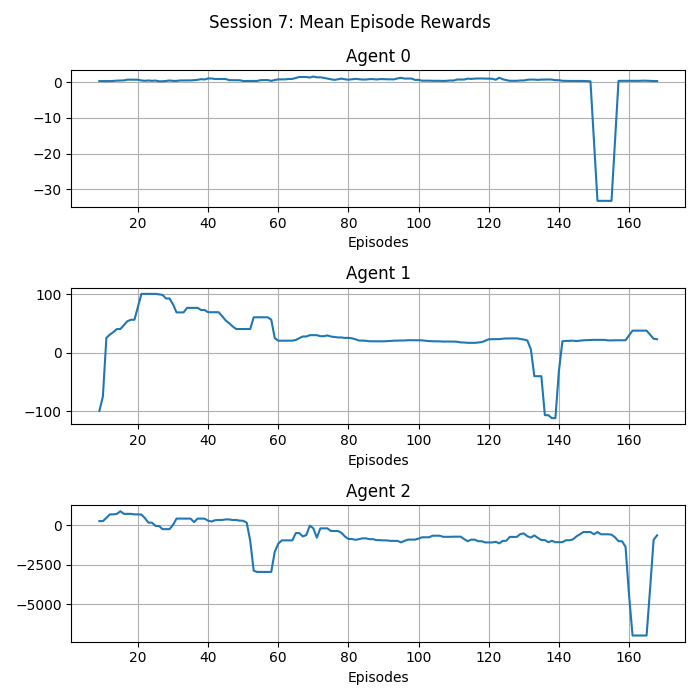 Session 7: Mean Episode Rewards
Agent 0
0
−10
−20
−30
20 40 60 80 100 120 140 160
Episodes
Agent 1
100
0
−100
20 40 60 80 100 120 140 160
Episodes
Agent 2
0
−2500
−5000
20 40 60 80 100 120 140 160
Episodes